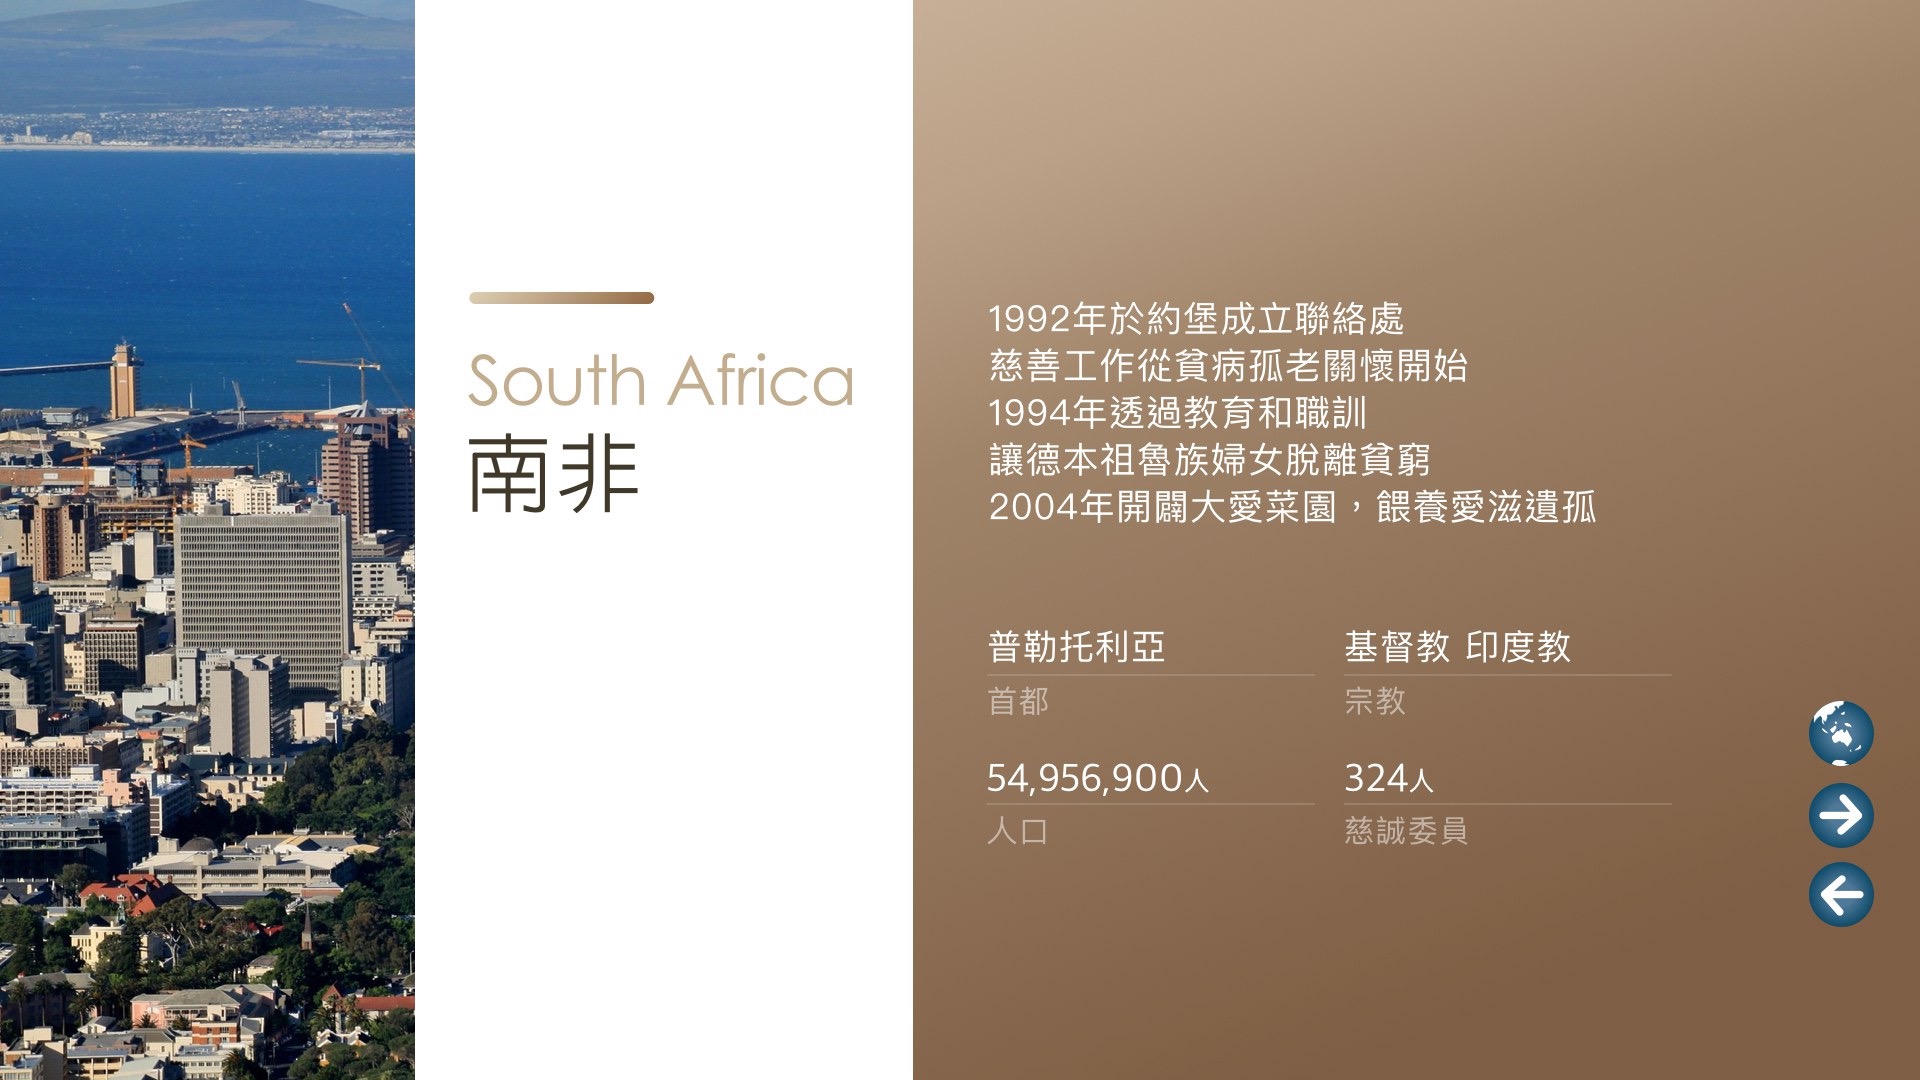 South Africa
南非
1992年於約堡成立聯絡處
慈善工作從貧病孤老關懷開始
1994年透過教育和職訓
讓德本祖魯族婦女脫離貧窮
2004年開闢大愛菜園，餵養愛滋遺孤
普勒托利亞
首都
基督教 印度教
宗教
54,956,900人
人口
324人
慈誠委員